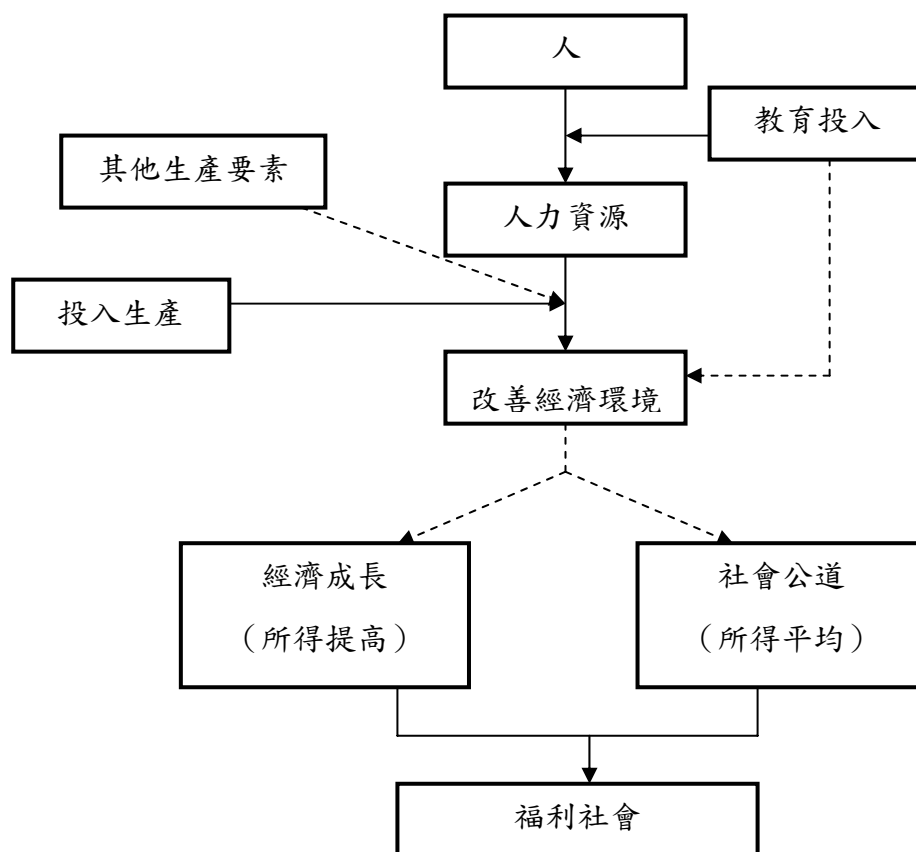 人
教育投入
其他生產要素
人力資源
投入生產
改善經濟環境
經濟成長
（所得提高）
社會公道
（所得平均）
福利社會